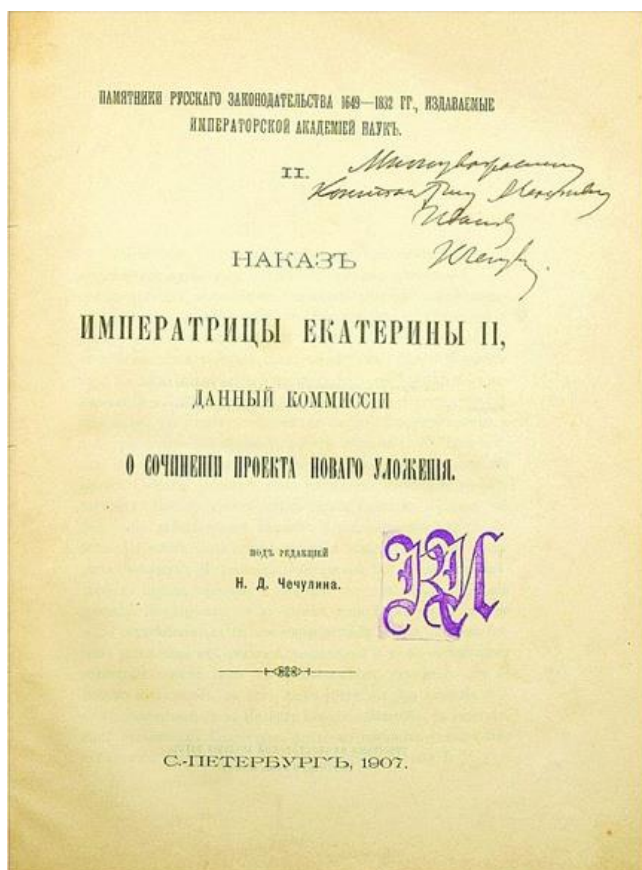 ПАМЯТНИКИ РУССКАГО ЗАКОНОДАТЕЛЬСТВА 1649—1832 ГГ., ИЗДАВАЕМЫЕ
ИМПЕРАТОРСКОЙ АКАДЕМІЕЙ НАУКЪ.
II.
НАКАЗЪ
ИМПЕРАТРИЦЫ ЕКАТЕРИНЫ II,
ДАННЫЙ КОММИССІИ
О СОЧИНЕНІИ ПРОЕКТА НОВАГО УЛОЖЕНІЯ.
ПОДЪ РЕДАКЦІЕЙ
Н. Д. Чечулина.
С.-ПЕТЕРБУРГЪ, 1907.